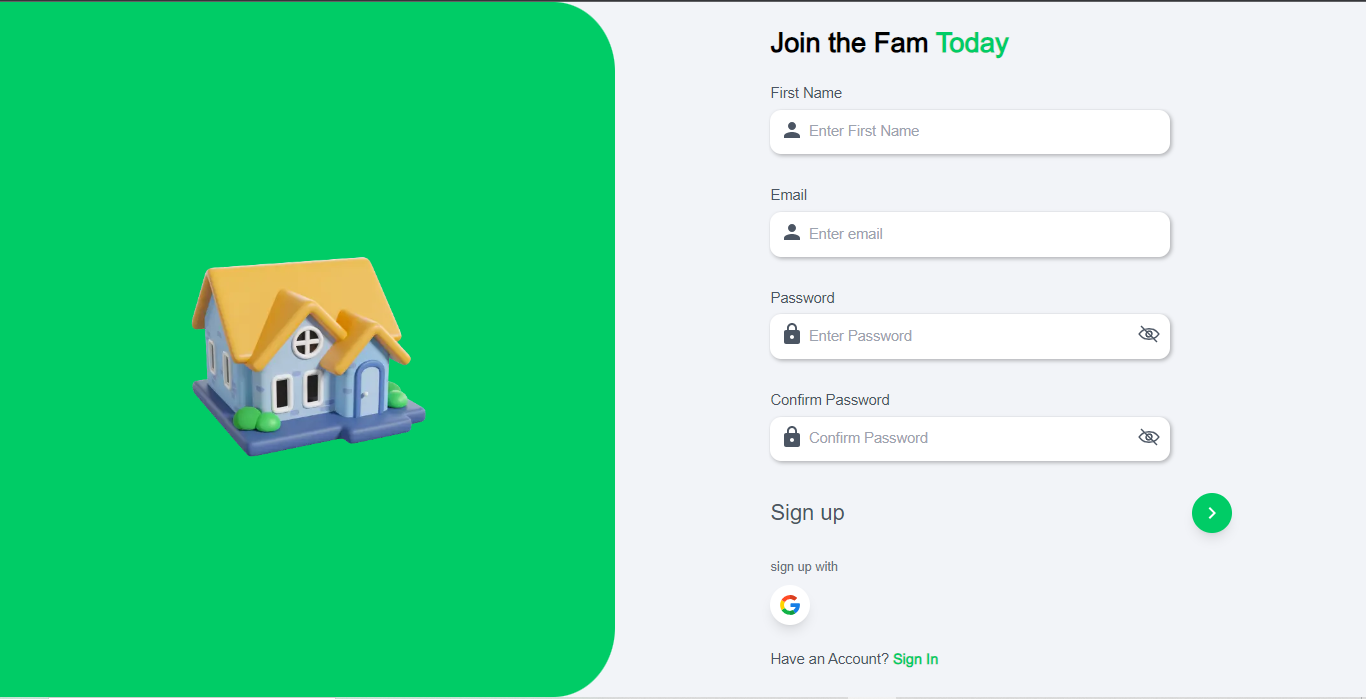 Join the Fam Today
First Name
Enter First Name
Email
Enter email
Password
Enter Password
Confirm Password
Confirm Password
Sign up
sign up with
Have an Account? Sign In